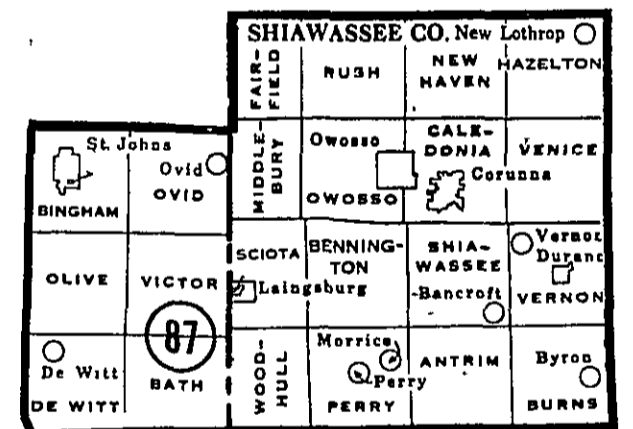 SHIAWASSEE CO. New Lothrop
FAIR-
FIELD
RUSH
NEW
HAVEN
HAZELTON
MIDDLE-
BURY
Owosso
OWOSSO
CALE-
DONIA
Corunna
VENICE
St. Johns
BINGHAM
Ovid
OVID
SCIOTA
BENNING-
TON
SHIA-
WASSEE
Bancroft
Vernon
Duranc
VERNON
OLIVE
VICTOR
Laingsburg
87
De Witt
DE WITT
BATH
WOOD-
HULL
Morrice
Perry
PERRY
ANTRIM
Byron
BURNS